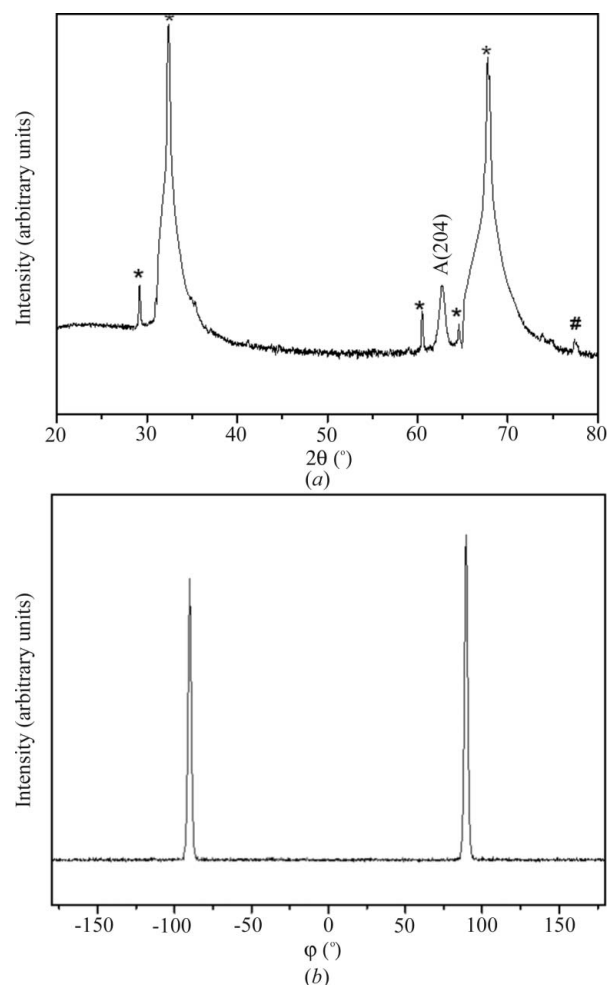 *
*
*
A(204)
*
*
#
Intensity (arbitrary units)
20 30 40 50 60 70 80
2θ (°)
(a)
Intensity (arbitrary units)
-150 -100 -50 0 50 100 150
φ (°)
(b)